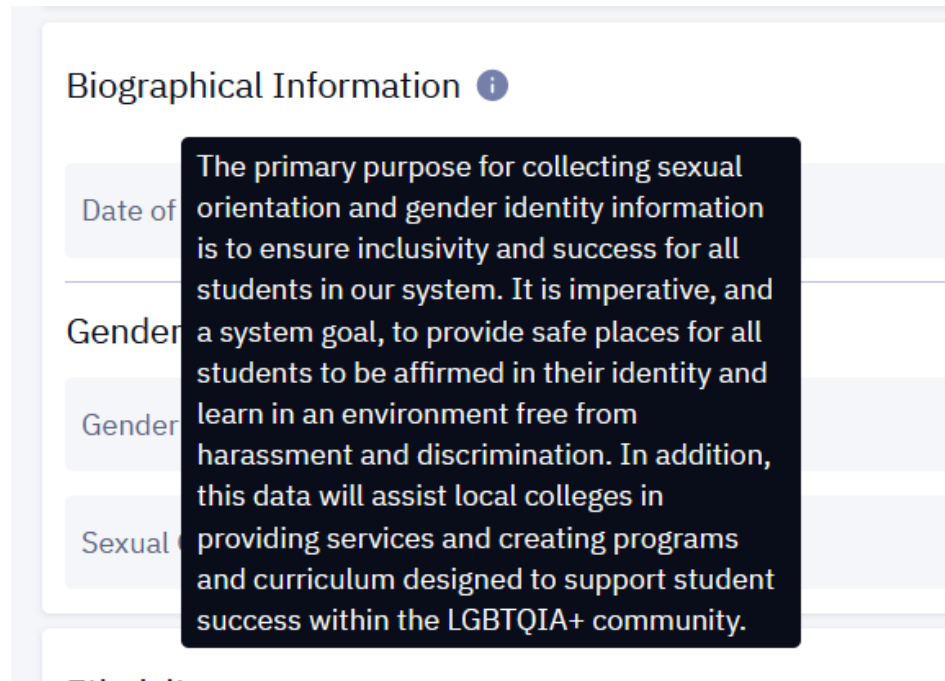 Biographical Information
The primary purpose for collecting sexual
Date of orientation and gender identity information
is to ensure inclusivity and success for all
students in our system. It is imperative, and
Gender a system goal, to provide safe places for all
students to be affirmed in their identity and
Gender learn in an environment free from
harassment and discrimination. In addition,
this data will assist local colleges in
Sexual providing services and creating programs
and curriculum designed to support student
success within the LGBTQIA+ community.